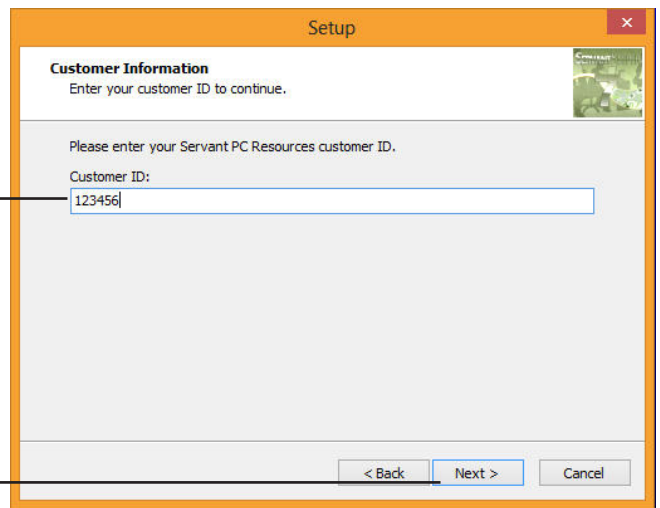 Setup
Customer Information
Enter your customer ID to continue.
Please enter your Servant PC Resources customer ID.
Customer ID:
123456
< Back Next > Cancel